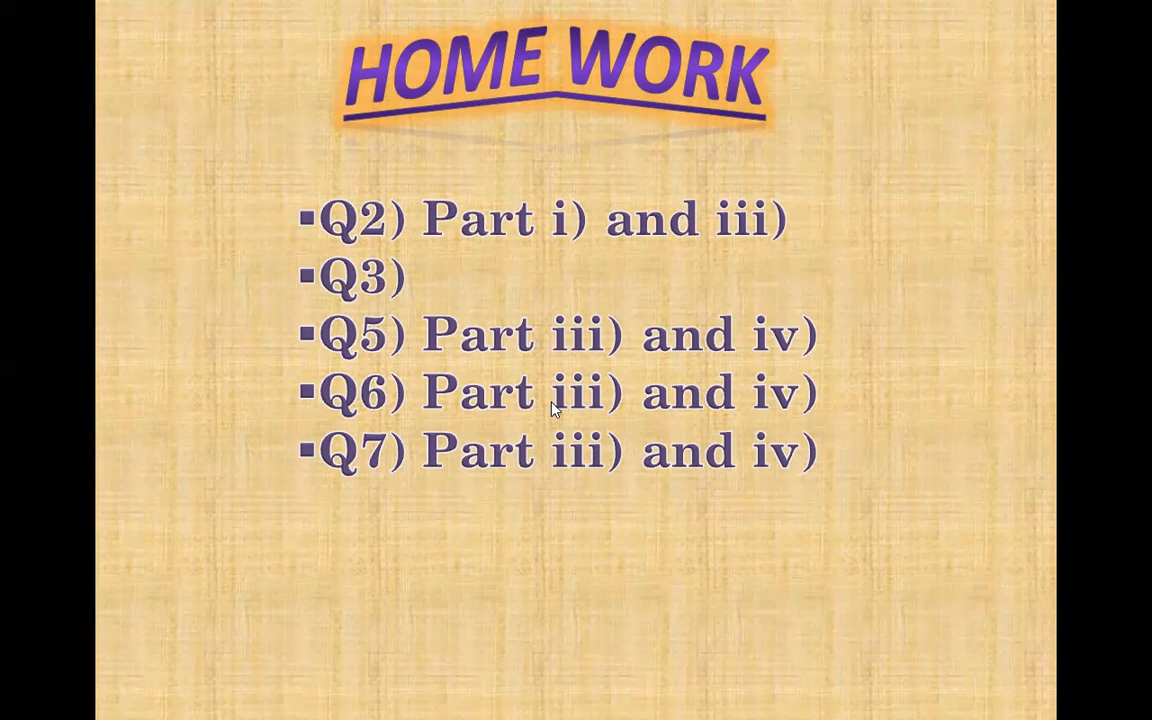 HOME WORK
▪Q2) Part i) and iii)
▪Q3)
▪Q5) Part iii) and iv)
▪Q6) Part iii) and iv)
▪Q7) Part iii) and iv)